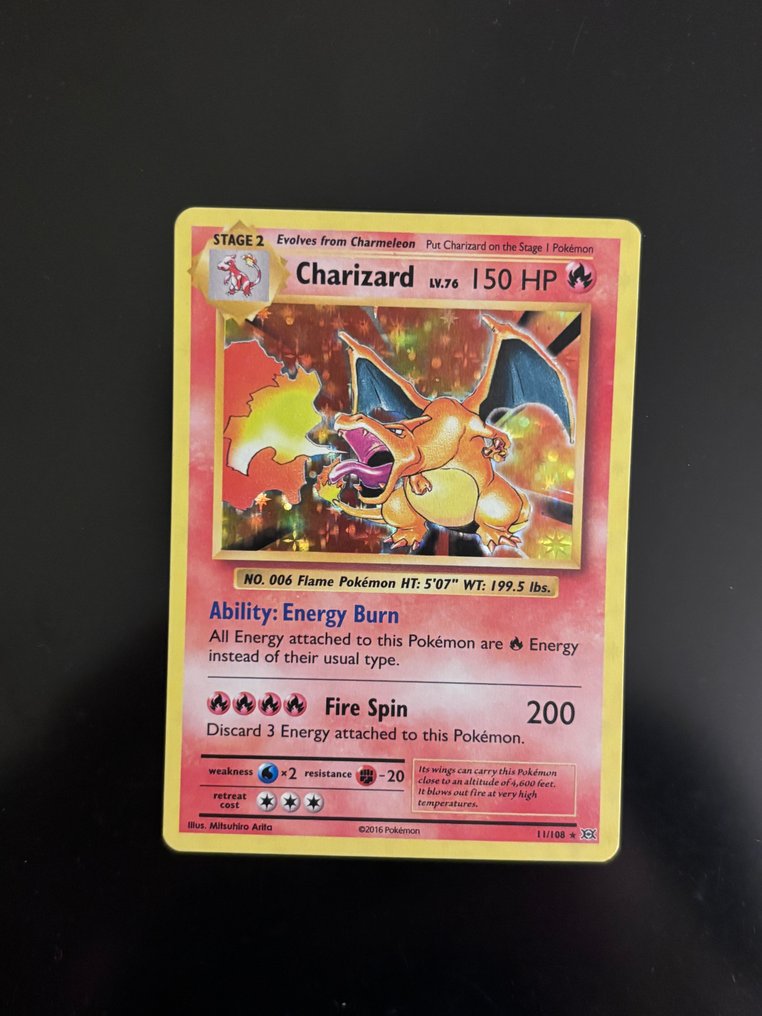 STAGE 2 Evolves from Charmeleon Put Charizard on the Stage 1 Pokémon
Charizard LV.76 150 HP
NO. 006 Flame Pokémon HT: 5'07" WT: 199.5 lbs.
Ability: Energy Burn
All Energy attached to this Pokémon are Energy
instead of their usual type.
Fire Spin 200
Discard 3 Energy attached to this Pokémon.
weakness ×2 resistance -20
retreat
cost
Its wings can carry this Pokémon
close to an altitude of 4,600 feet.
It blows out fire at very high
temperatures.
Illus. Mitsuhiro Arita
©2016 Pokémon
11/108 ★